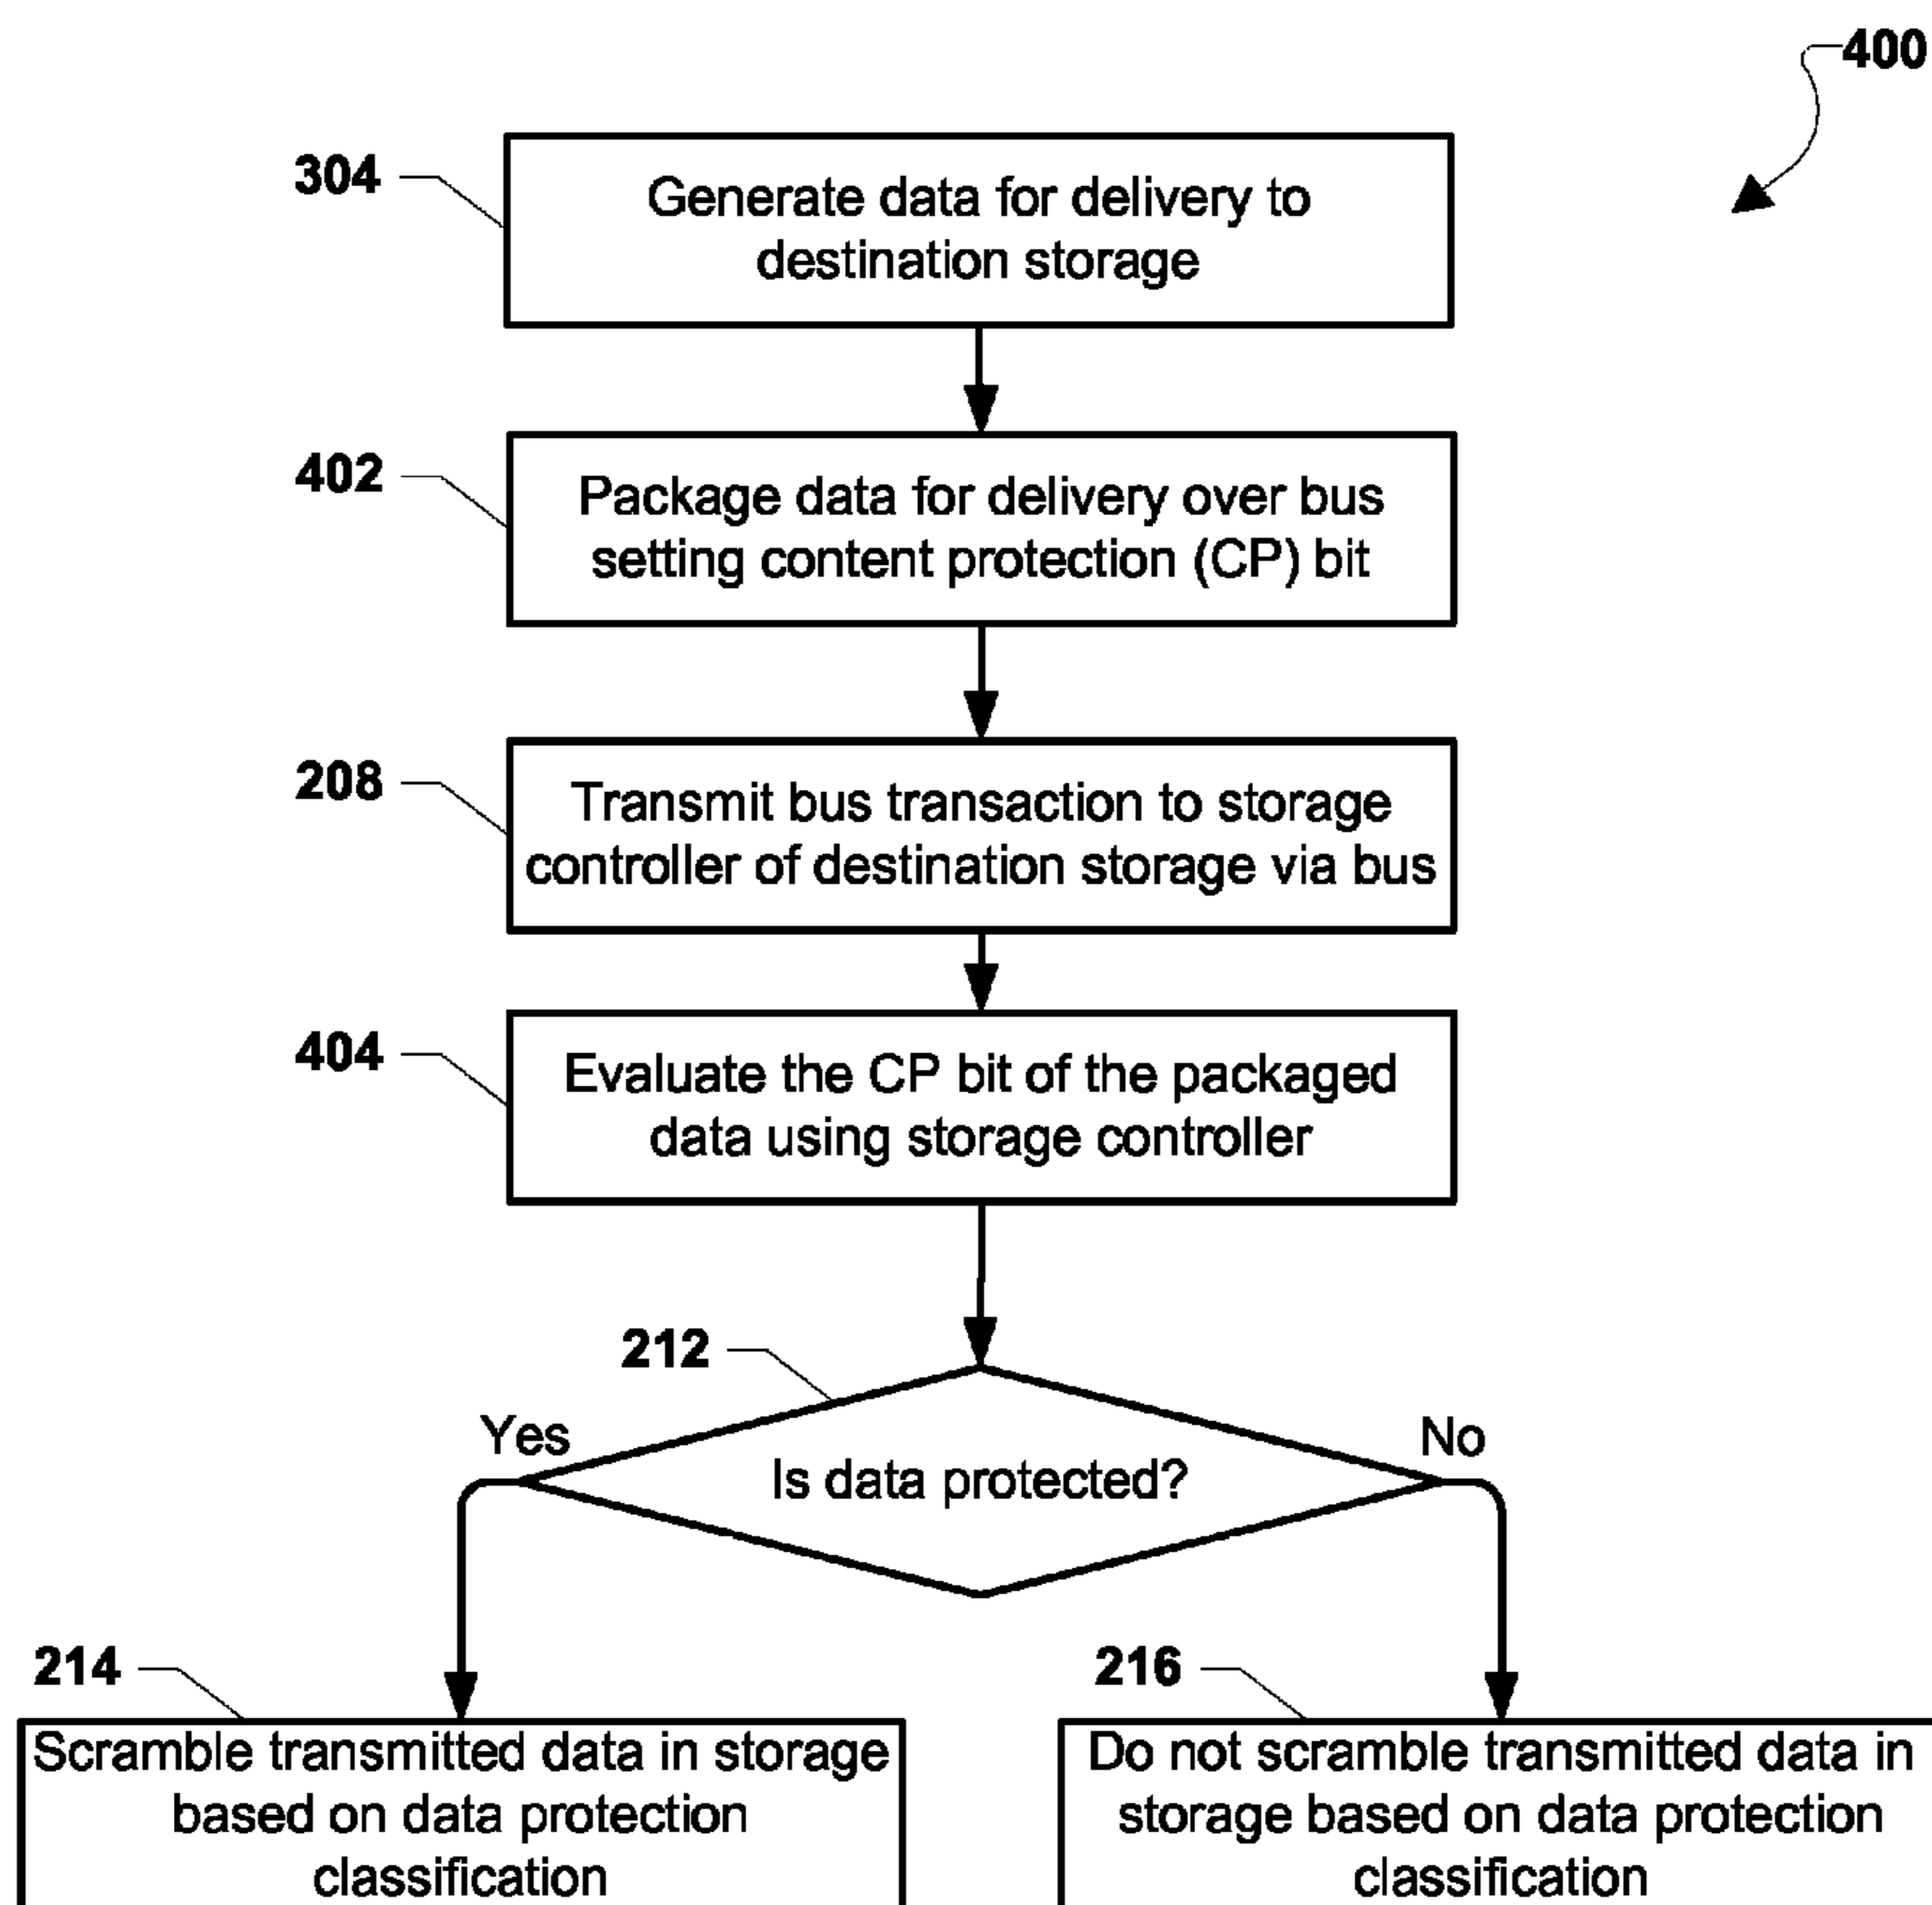 400
304
Generate data for delivery to
destination storage
402
Package data for delivery over bus
setting content protection (CP) bit
208
Transmit bus transaction to storage
controller of destination storage via bus
404
Evaluate the CP bit of the packaged
data using storage controller
212
Yes
No
Is data protected?
214
Scramble transmitted data in storage
based on data protection
classification
216
Do not scramble transmitted data in
storage based on data protection
classification